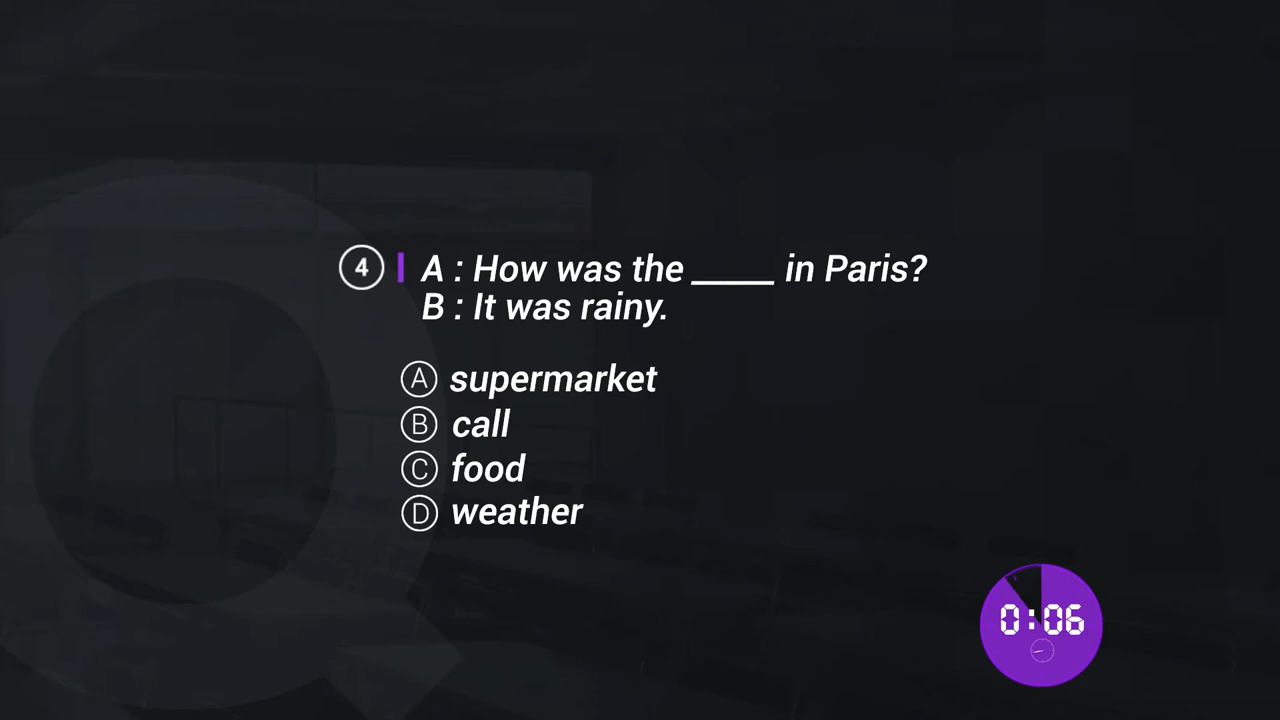 4 A : How was the _____ in Paris?
B : It was rainy.
A supermarket
B call
C food
D weather
0:06